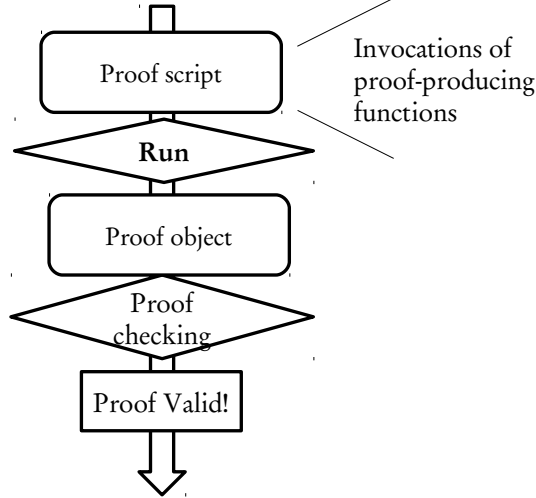 Proof script
Invocations of
proof-producing
functions
Run
Proof object
Proof
checking
Proof Valid!